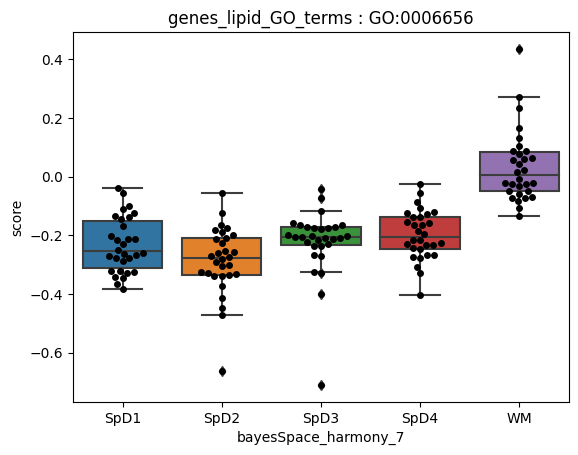 genes_lipid_GO_terms : GO:0006656
0.4
0.2
0.0
−0.2
−0.4
−0.6
score
SpD1 SpD2 SpD3 SpD4 WM
bayesSpace_harmony_7